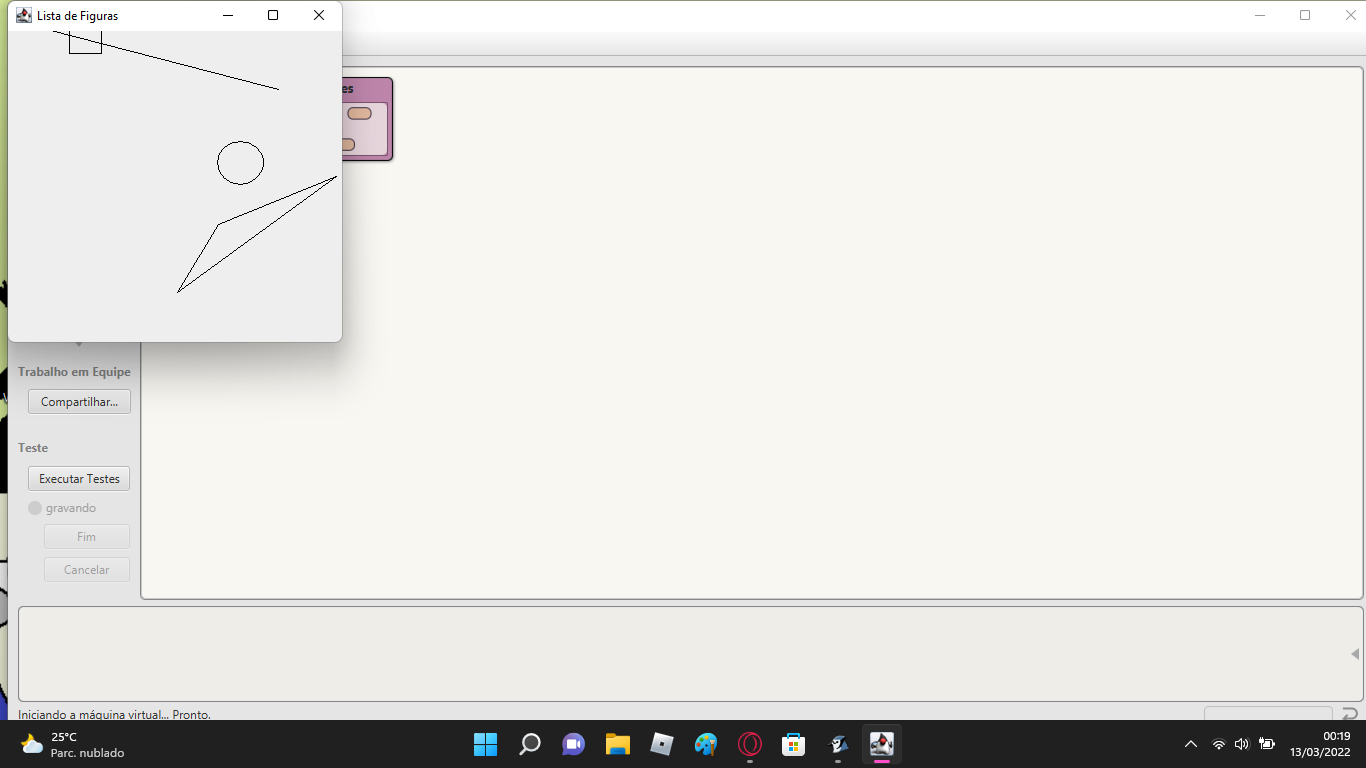 Lista de Figuras
es
Trabalho em Equipe
Compartilhar...
Teste
Executar Testes
gravando
Fim
Cancelar
Iniciando a máquina virtual... Pronto.
25°C
Parc. nublado
00:19
13/03/2022